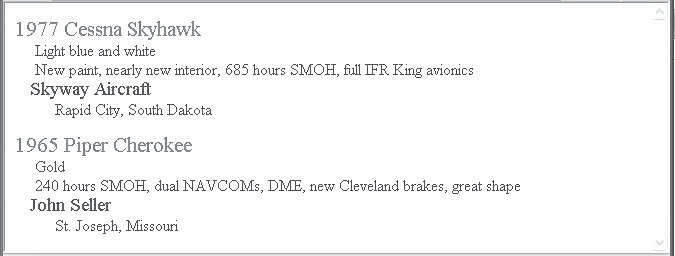 1977 Cessna Skyhawk
Light blue and white
New paint, nearly new interior, 685 hours SMOH, full IFR King avionics
Skyway Aircraft
Rapid City, South Dakota
1965 Piper Cherokee
Gold
240 hours SMOH, dual NAVCOMs, DME, new Cleveland brakes, great shape
John Seller
St. Joseph, Missouri